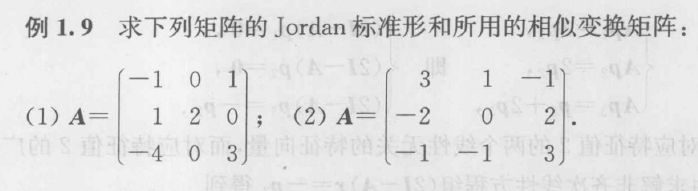 例 1.9 求下列矩阵的 Jordan 标准形和所用的相似变换矩阵:
-1 0 1 3 1 -1
(1) A= 1 2 0 ; (2) A= -2 0 2 .
-4 0 3 -1 -1 3